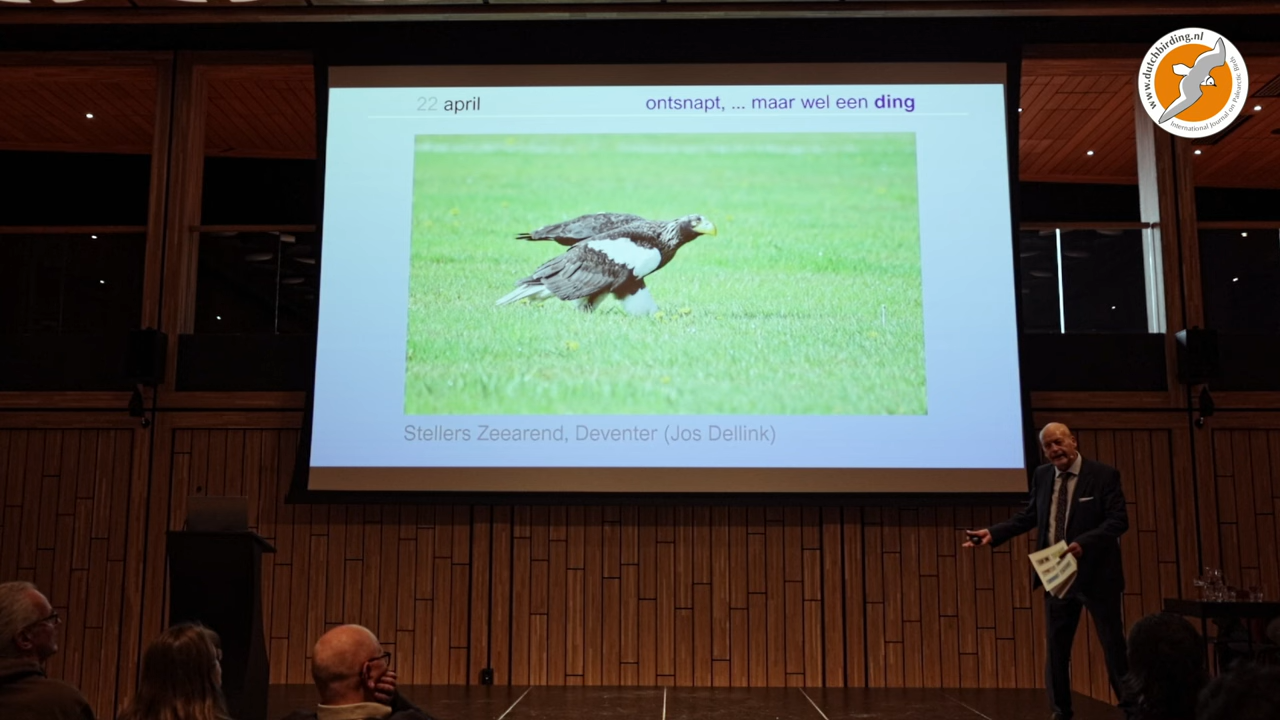 www.dutchbirding.nl
International Journal on Palearctic Birds
22 april
ontsnapt, ... maar wel een ding
Stellers Zeearend, Deventer (Jos Dellink)